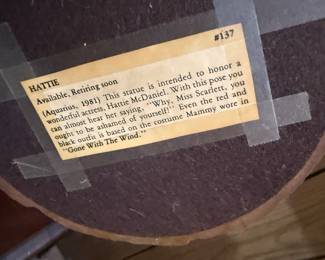 HATTIE
#137
Available, Retiring soon
(Aquarius, 1981) This statue is intended to honor a
wonderful actress, Hattie McDaniel. With this pose you
can almost hear her saying, "Why, Miss Scarlett, you
ought to be ashamed of yourself!" Even the red and
black outfit is based on the costume Mammy wore in
"Gone With The Wind."